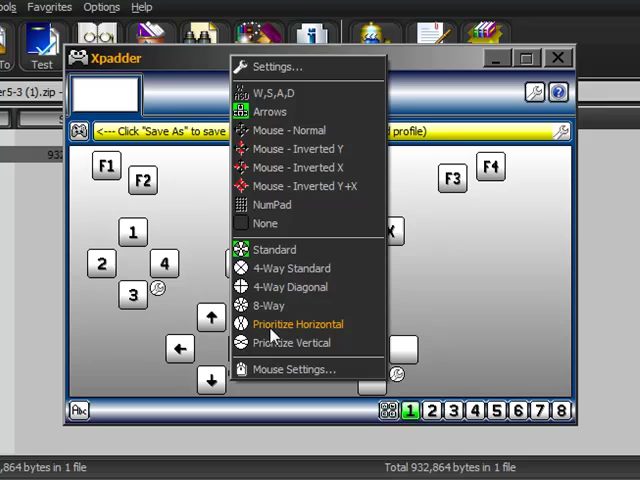 ols Favorites Options Help
To Test
Xpadder
er5-3 (1).zip -
Settings...
W,S,A,D
Arrows
<--- Click "Save As" to save d profile)
Mouse - Normal
Mouse - Inverted Y
932
F1
F2
Mouse - Inverted X
Mouse - Inverted Y+X
F3
F4
NumPad
None
1
X
Standard
2
4
4-Way Standard
4-Way Diagonal
3
8-Way
Prioritize Horizontal
Prioritize Vertical
Mouse Settings...
Abc
1 2 3 4 5 6 7 8
,864 bytes in 1 file
Total 932,864 bytes in 1 file